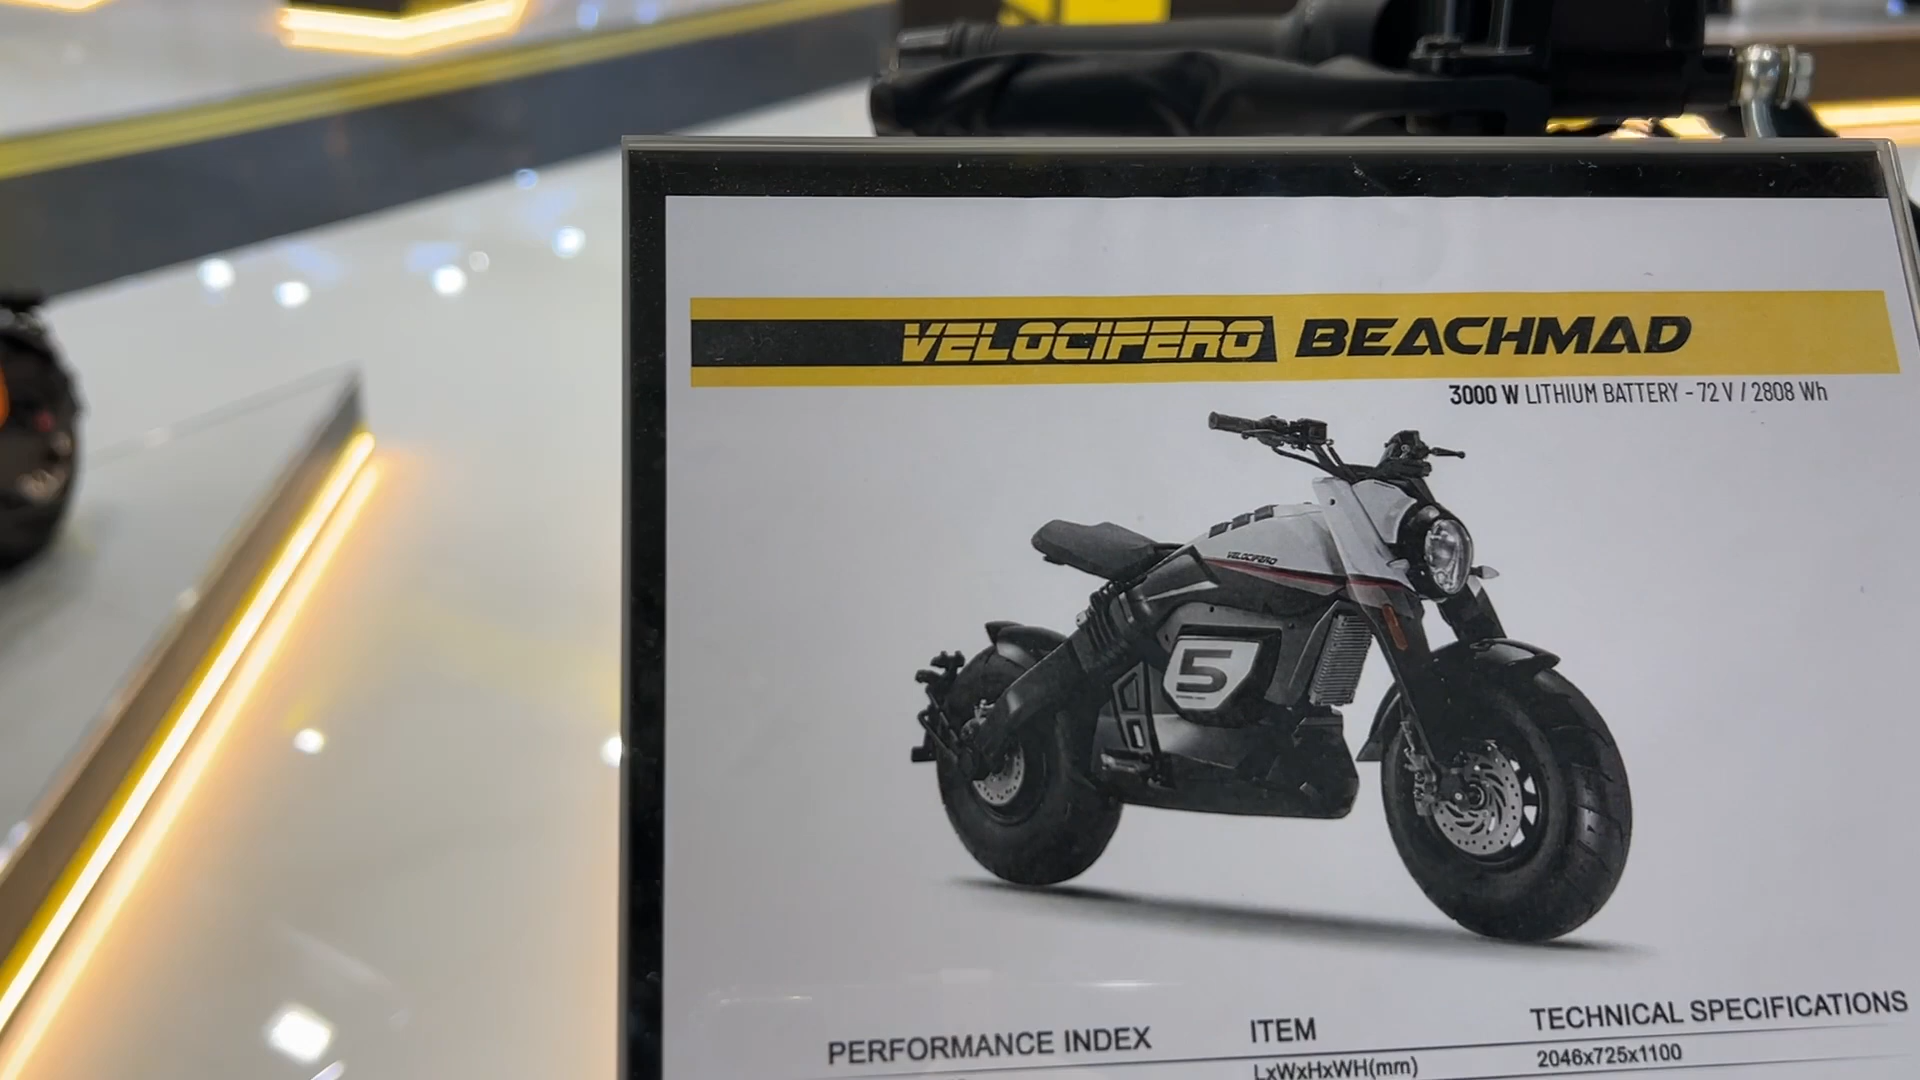 VELOCIFERO BEACHMAD
3000 W LITHIUM BATTERY - 72 V / 2808 Wh
VELOCIFERO
5
PERFORMANCE INDEX ITEM TECHNICAL SPECIFICATIONS
LxWxHxWH(mm) 2046x725x1100